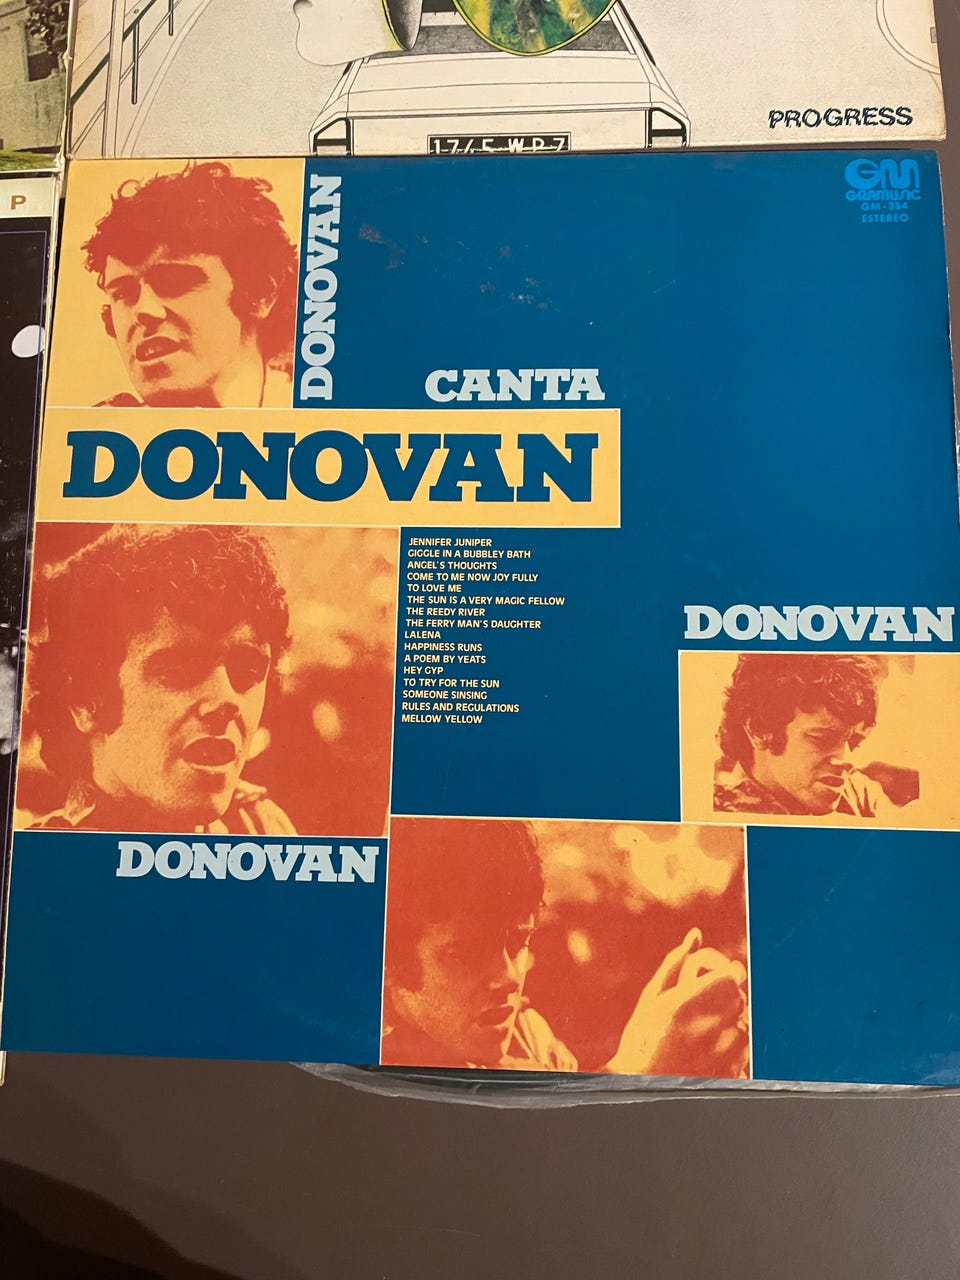 PROGRESS
1745 WP7
P
GM
GRAMUSIC
GM-384
ESTEREO
DONOVAN
CANTA
DONOVAN
JENNIFER JUNIPER
GIGGLE IN A BUBBLEY BATH
ANGEL'S THOUGHTS
COME TO ME NOW JOY FULLY
TO LOVE ME
THE SUN IS A VERY MAGIC FELLOW
THE REEDY RIVER
THE FERRY MAN'S DAUGHTER
LALENA
HAPPINESS RUNS
A POEM BY YEATS
HEY GYP
TO TRY FOR THE SUN
SOMEONE SINSING
RULES AND REGULATIONS
MELLOW YELLOW
DONOVAN
DONOVAN